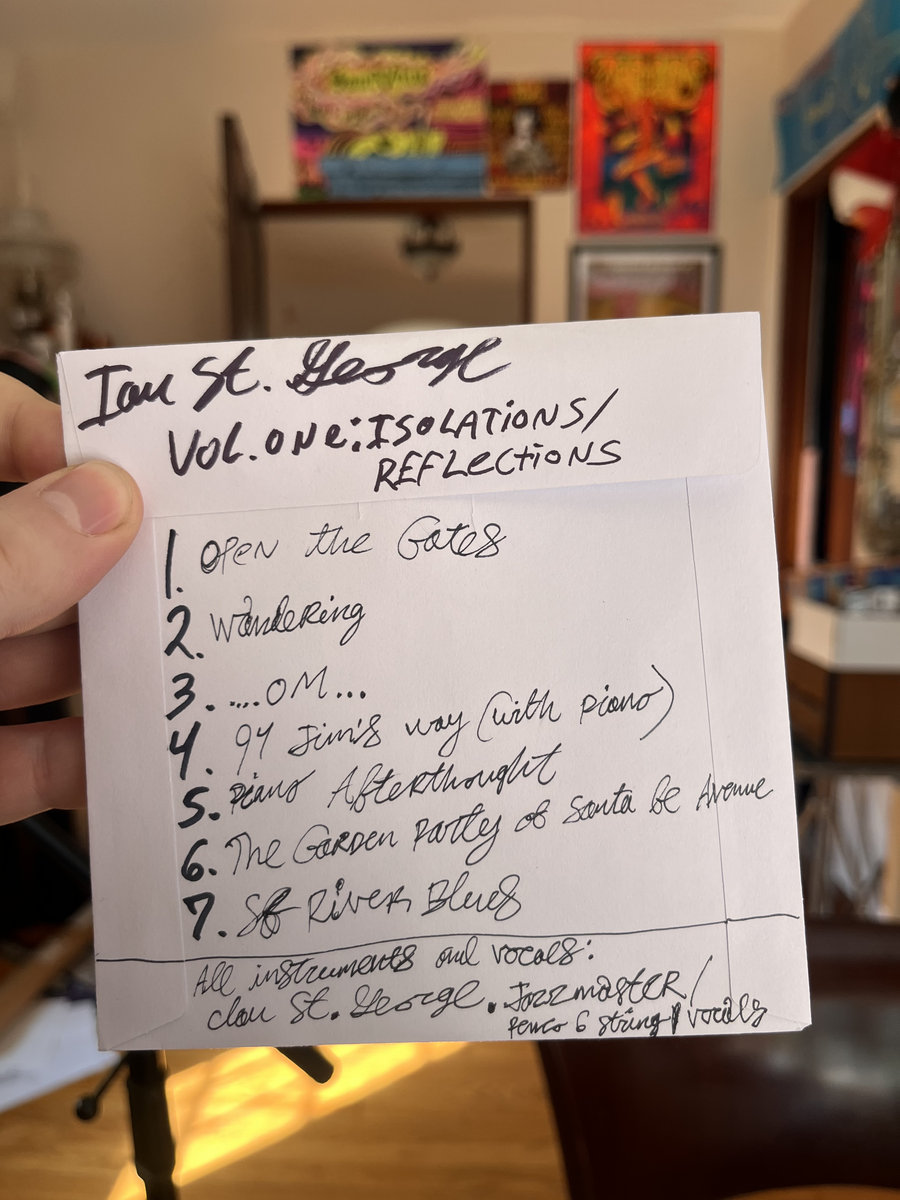 Ian St. George
Vol. one: ISOLATIONS/
REFLECTIONS
1. OPEN the Gates
2. Wandering
3. ....OM...
4. 94 Jim's way (with piano)
5. Piano Afterthought
6. The Garden Party of Santa Fe Avenue
7. SF River Blues
All instruments and vocals:
Ian St. George. Jazzmaster/
6 string/vocals